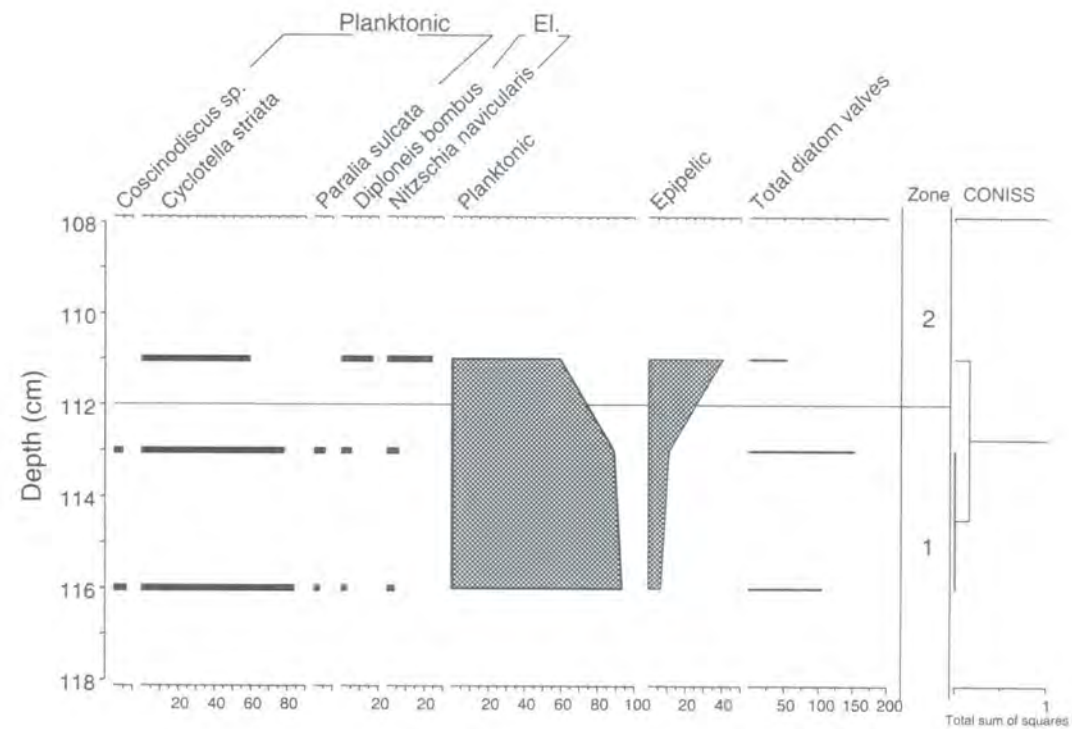 Planktonic El.
Coscinodiscus sp.
Cyclotella striata
Paralia sulcata
Diploneis bombus
Nitzschia navicularis
Planktonic
Epipelic
Total diatom valves
Zone CONISS
108
110
2
112
Depth (cm)
114
1
116
118
20 40 60 80 20 20 20 40 60 80 100 20 40 50 100 150 200 1
Total sum of squares